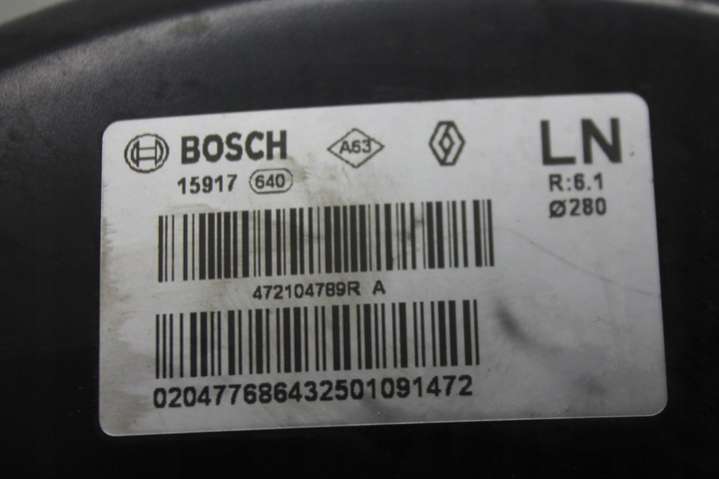 BOSCH A63 LN
15917 640 R:6.1
Ø280
472104789R A
020477686432501091472